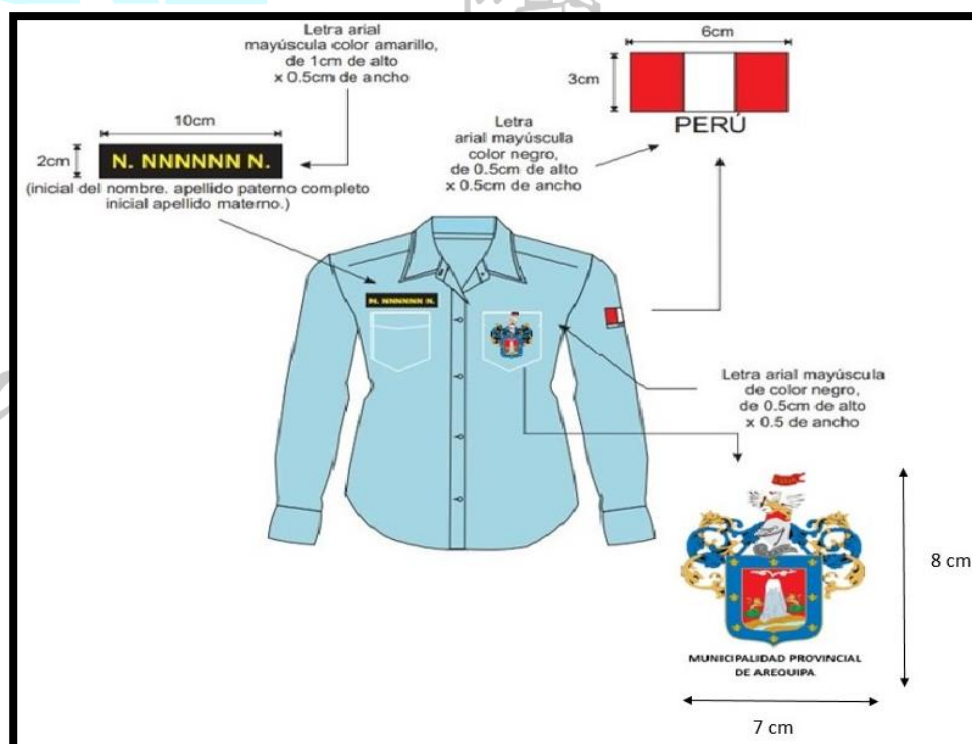 Letra arial
mayúscula color amarillo,
de 1cm de alto
x 0.5cm de ancho
10cm
2cm
N. NNNNNN N.
(inicial del nombre. apellido paterno completo
inicial apellido materno.)
6cm
3cm
PERÚ
Letra
arial mayúsculla
color negro,
de 0.5cm de alto
x 0.5cm de ancho
N. NNNNNN N.
Letra arial mayúscula
de color negro,
de 0.5cm de alto
x 0.5 de ancho
8 cm
MUNICIPALIDAD PROVINCIAL
DE AREQUIPA
7 cm